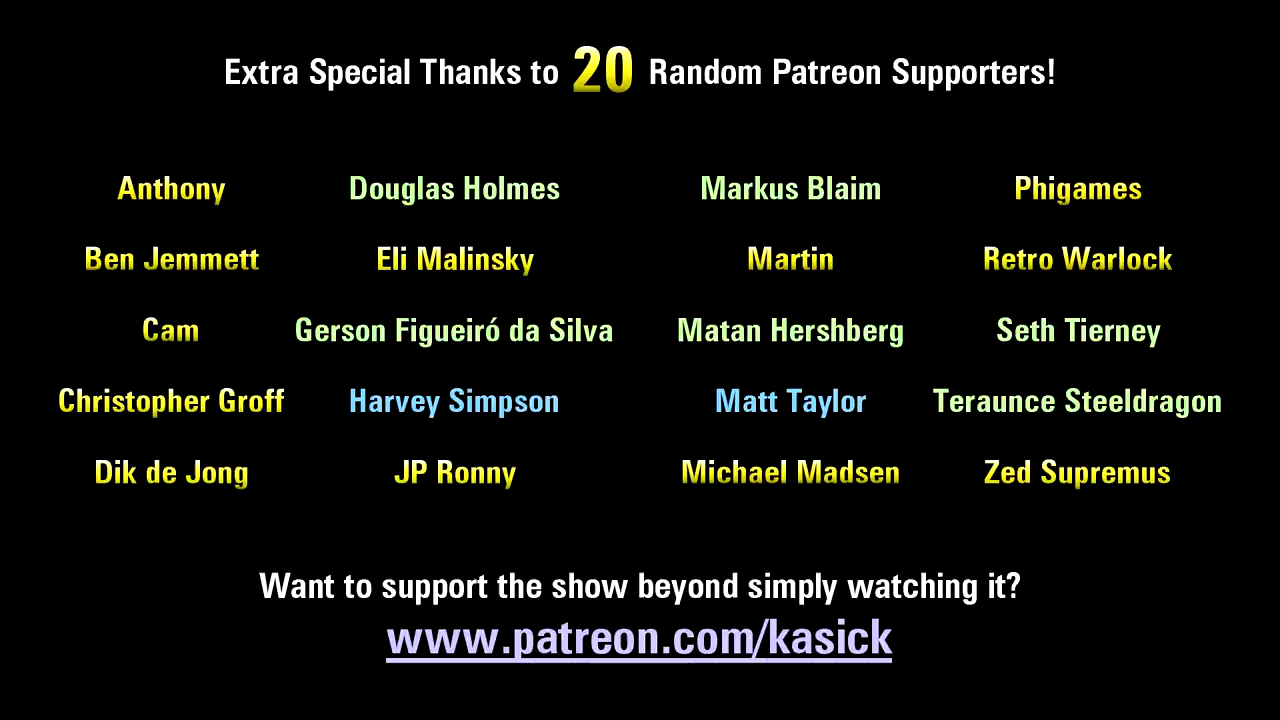 Extra Special Thanks to 20 Random Patreon Supporters!
Anthony Douglas Holmes Markus Blaim Phigames
Ben Jemmett Eli Malinsky Martin Retro Warlock
Cam Gerson Figueiró da Silva Matan Hershberg Seth Tierney
Christopher Groff Harvey Simpson Matt Taylor Teraunce Steeldragon
Dik de Jong JP Ronny Michael Madsen Zed Supremus
Want to support the show beyond simply watching it?
www.patreon.com/kasick